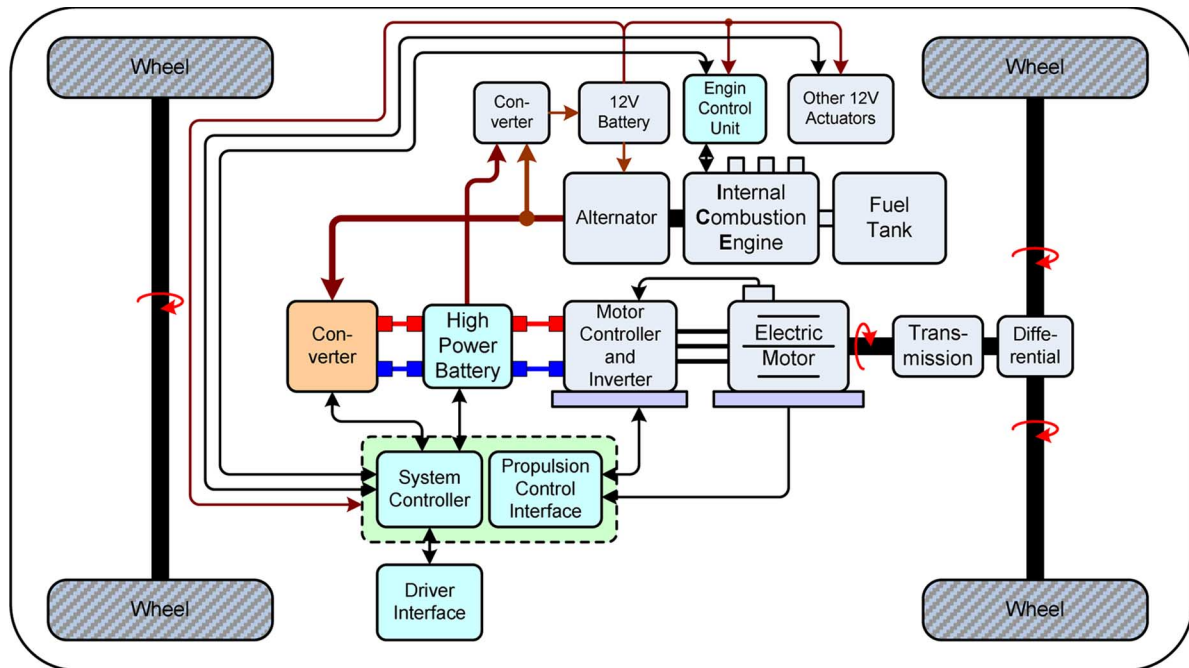 Wheel
Wheel
Con-
verter
12V
Battery
Engin
Control
Unit
Other 12V
Actuators
Alternator
Internal
Combustion
Engine
Fuel
Tank
Con-
verter
High
Power
Battery
Motor
Controller
and
Inverter
Electric
Motor
Trans-
mission
Diffe-
rential
System
Controller
Propulsion
Control
Interface
Driver
Interface
Wheel
Wheel